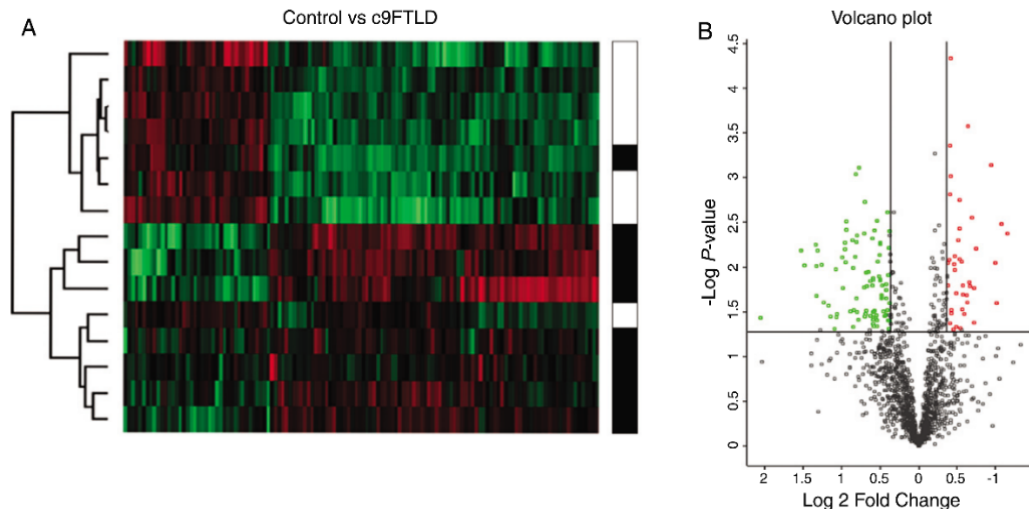 A
Control vs c9FTLD
B
Volcano plot
-Log P-value
4.5
4
3.5
3
2.5
2
1.5
1
0.5
0
2 1.5 1 0.5 0 0.5 -1
Log 2 Fold Change